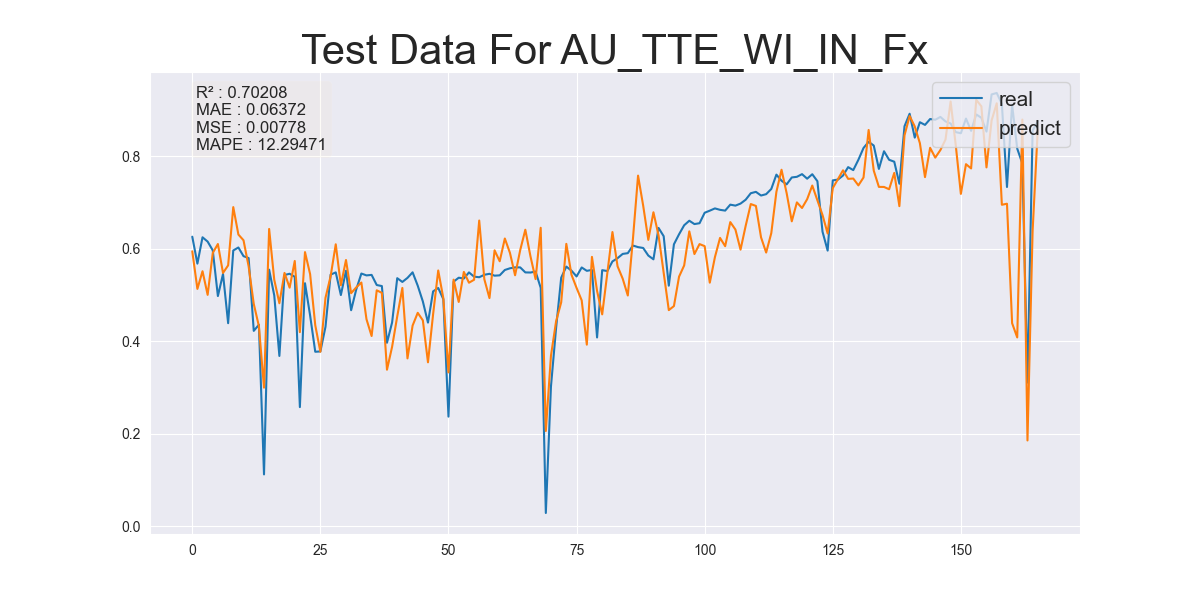 Test Data For AU_TTE_WI_IN_Fx
R² : 0.70208
MAE : 0.06372
MSE : 0.00778
MAPE : 12.29471
real
predict
0.8
0.6
0.4
0.2
0.0
0 25 50 75 100 125 150